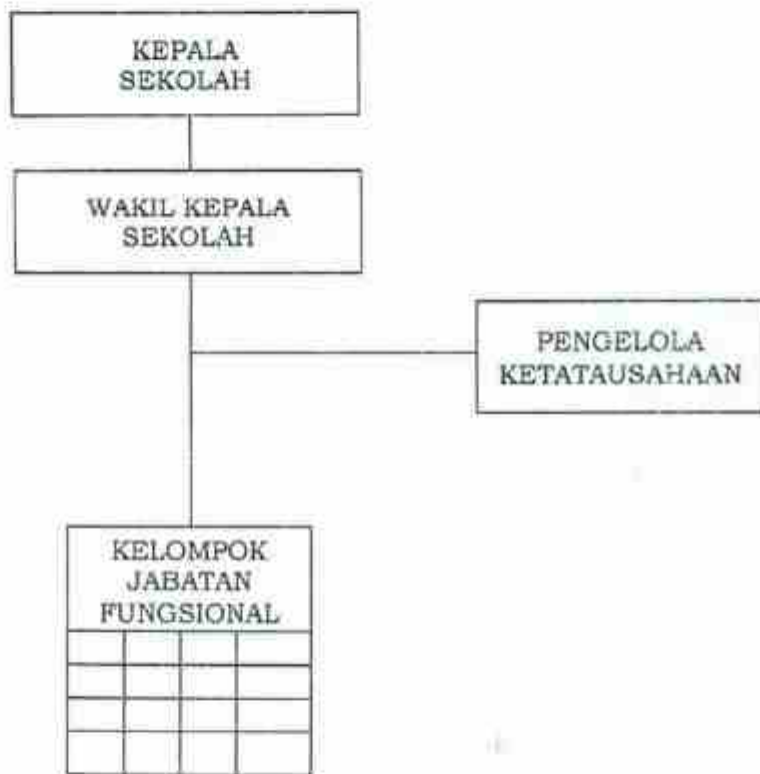 KEPALA
SEKOLAH
WAKIL KEPALA
SEKOLAH
PENGELOLA
KETATAUSAHAAN
KELOMPOK
JABATAN
FUNGSIONAL